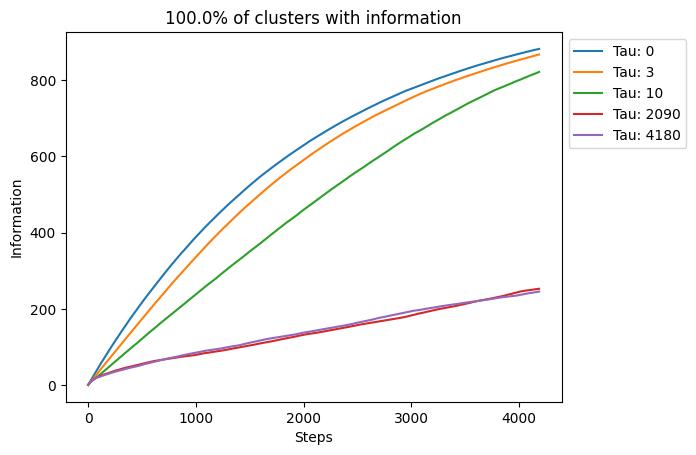 100.0% of clusters with information
Information
800
600
400
200
0
0 1000 2000 3000 4000
Steps
Tau: 0
Tau: 3
Tau: 10
Tau: 2090
Tau: 4180